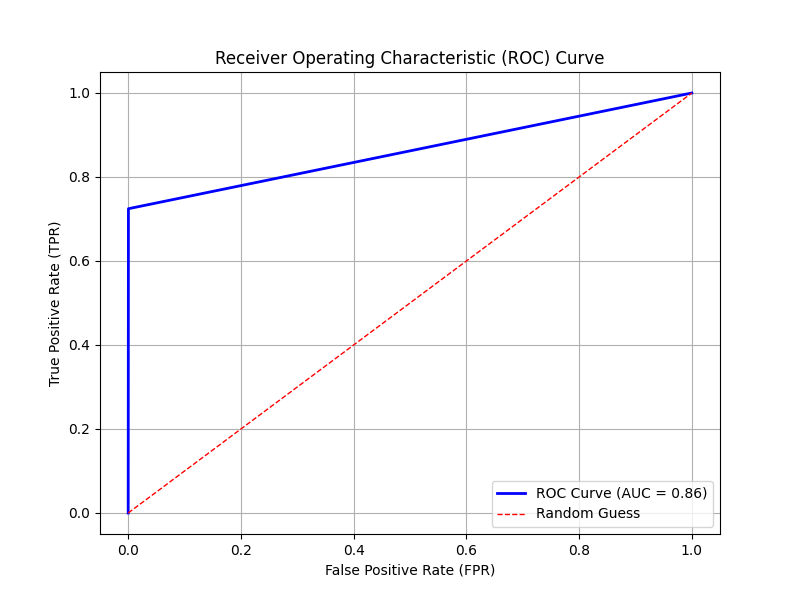 Receiver Operating Characteristic (ROC) Curve
1.0
0.8
0.6
0.4
0.2
0.0
True Positive Rate (TPR)
ROC Curve (AUC = 0.86)
Random Guess
0.0 0.2 0.4 0.6 0.8 1.0
False Positive Rate (FPR)